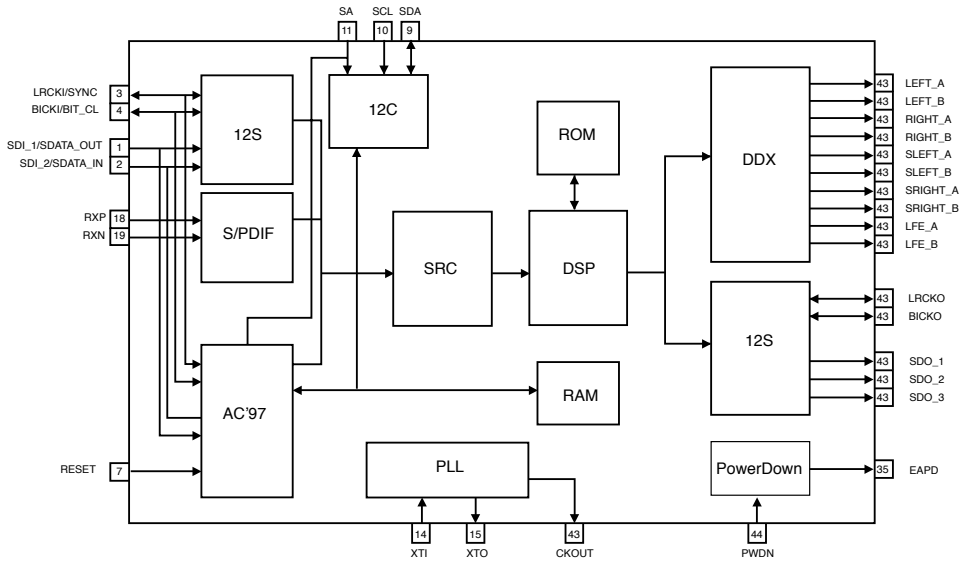 SA SCL SDA
11 10 9
LRCKI/SYNC 3
BICKI/BIT_CL 4
SDI_1/SDATA_OUT 1
SDI_2/SDATA_IN 2
RXP 18
RXN 19
RESET 7
12S
12C
S/PDIF
AC'97
SRC
ROM
DSP
RAM
PLL
DDX
12S
PowerDown
43 LEFT_A
43 LEFT_B
43 RIGHT_A
43 RIGHT_B
43 SLEFT_A
43 SLEFT_B
43 SRIGHT_A
43 SRIGHT_B
43 LFE_A
43 LFE_B
43 LRCKO
43 BICKO
43 SDO_1
43 SDO_2
43 SDO_3
35 EAPD
14 15 43 44
XTI XTO CKOUT PWDN